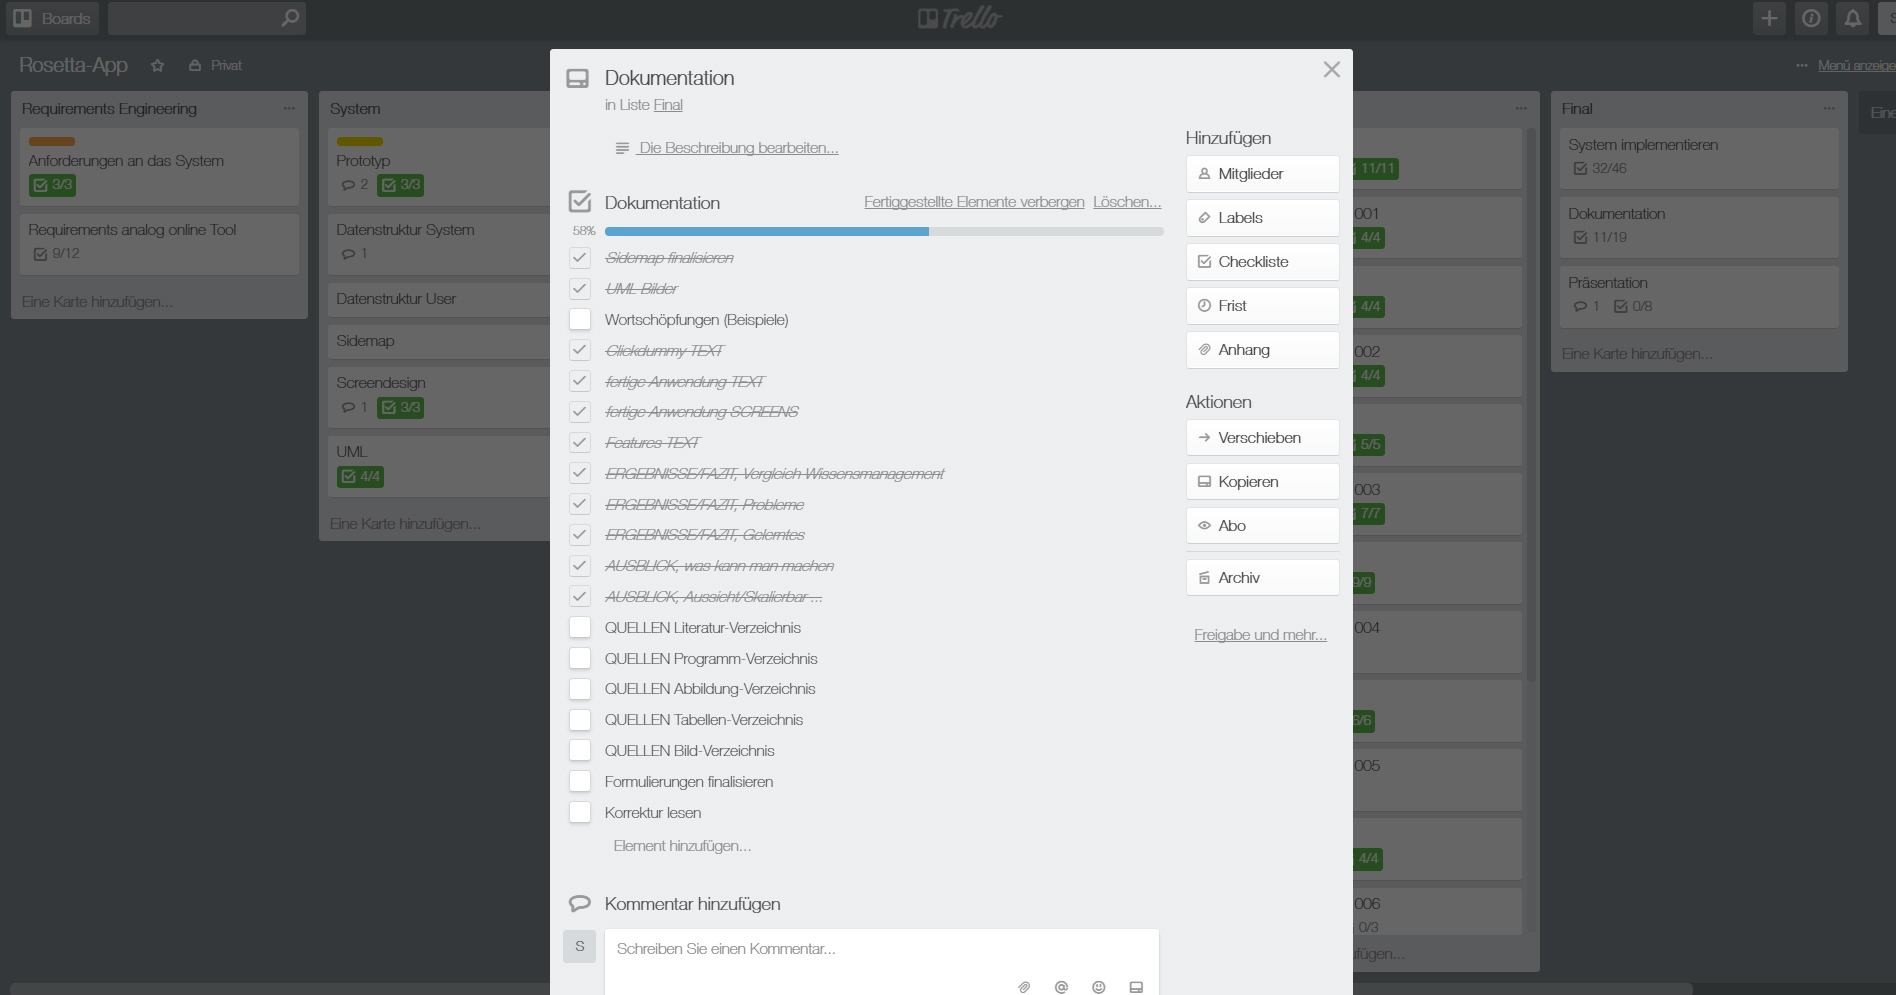 Boards
Trello
Rosetta-App
Privat
Menü anzeige
Requirements Engineering
Anforderungen an das System
3/3
Requirements analog online Tool
9/12
Eine Karte hinzufügen...
System
Prototyp
2 3/3
Datenstruktur System
1
Datenstruktur User
Sidemap
Screendesign
1 3/3
UML
4/4
Eine Karte hinzufügen...
Dokumentation
in Liste Final
Die Beschreibung bearbeiten...
Dokumentation
Fertiggestellte Elemente verbergen Löschen...
58%
Sidemap finalisieren
UML Bilder
Wortschöpfungen (Beispiele)
Clickdummy TEXT
fertige Anwendung TEXT
fertige Anwendung SCREENS
Features TEXT
ERGEBNISSE/FAZIT, Vergleich Wissensmanagement
ERGEBNISSE/FAZIT, Probleme
ERGEBNISSE/FAZIT, Gelerntes
AUSBLICK, was kann man machen
AUSBLICK, Aussicht/Skalierbar ...
QUELLEN Literatur-Verzeichnis
QUELLEN Programm-Verzeichnis
QUELLEN Abbildung-Verzeichnis
QUELLEN Tabellen-Verzeichnis
QUELLEN Bild-Verzeichnis
Formulierungen finalisieren
Korrektur lesen
Element hinzufügen...
Kommentar hinzufügen
S
Schreiben Sie einen Kommentar...
Hinzufügen
Mitglieder
Labels
Checkliste
Frist
Anhang
Aktionen
Verschieben
Kopieren
Abo
Archiv
Freigabe und mehr...
11/11
001
4/4
4/4
002
4/4
5/5
003
7/7
9/9
004
6/6
005
4/4
006
0/3
fügen...
Final
System implementieren
32/46
Dokumentation
11/19
Präsentation
1 0/8
Eine Karte hinzufügen...
Eine